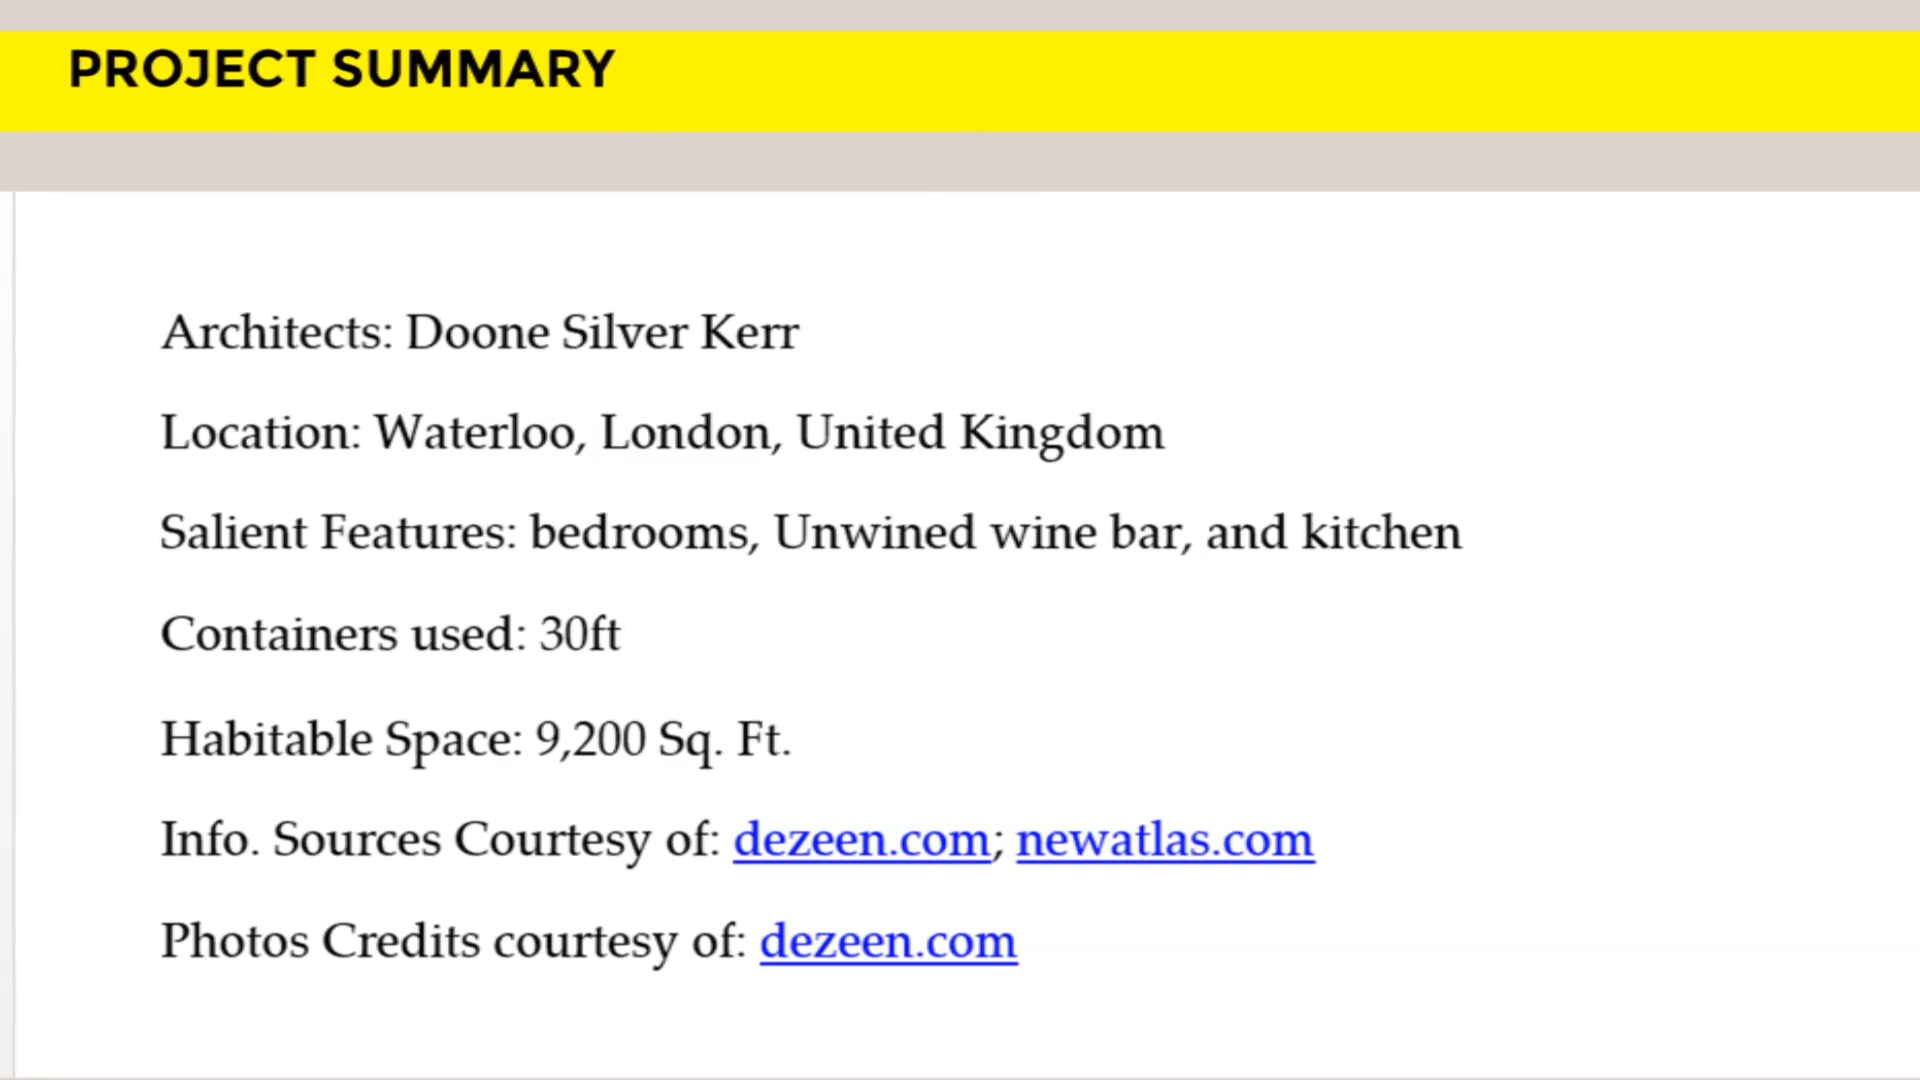 PROJECT SUMMARY
Architects: Doone Silver Kerr
Location: Waterloo, London, United Kingdom
Salient Features: bedrooms, Unwined wine bar, and kitchen
Containers used: 30ft
Habitable Space: 9,200 Sq. Ft.
Info. Sources Courtesy of: dezeen.com; newatlas.com
Photos Credits courtesy of: dezeen.com